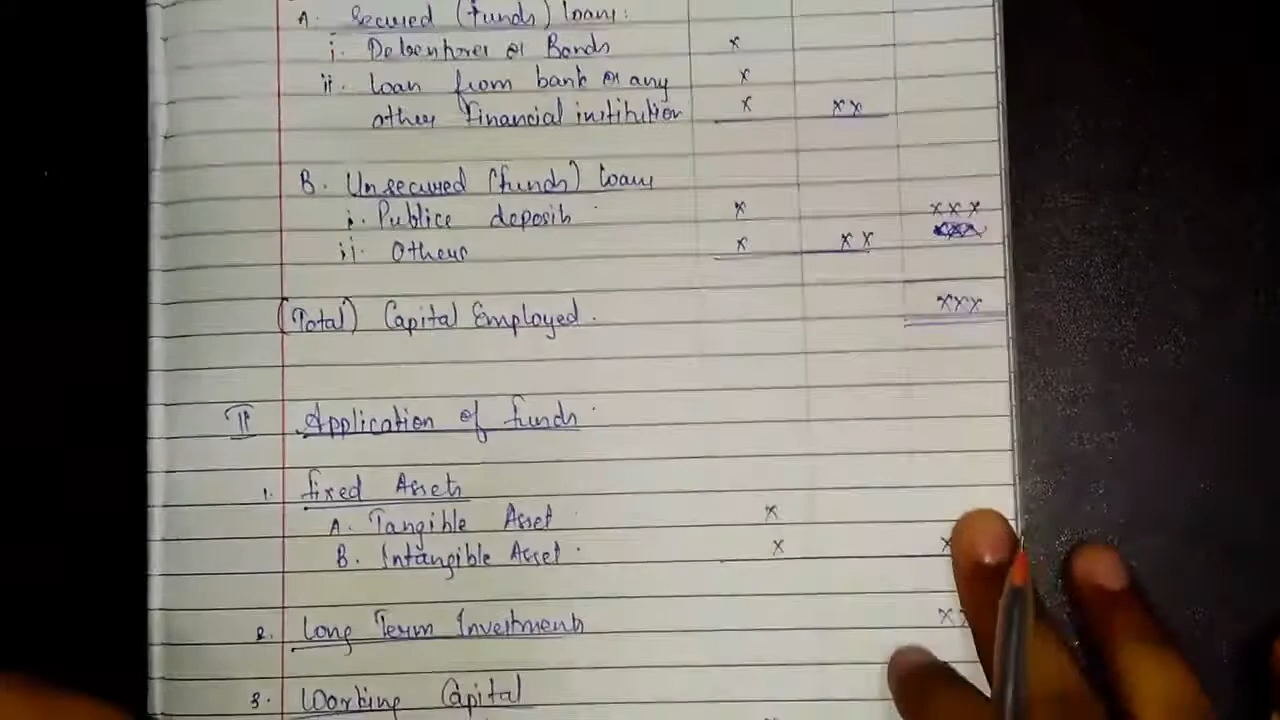 A. Secured (funds) loans:
i. Debentures or Bonds x
ii. Loan from bank or any x
other financial institution x xx
B. Unsecured (funds) loans
i. Publice deposits x xxx
ii. Others x xx
(Total) Capital Employed. xxx
II Application of funds
1. fixed Assets
A. Tangible Asset x
B. Intangible Asset. x x
2. Long Term Investments xx
3. Working Capital